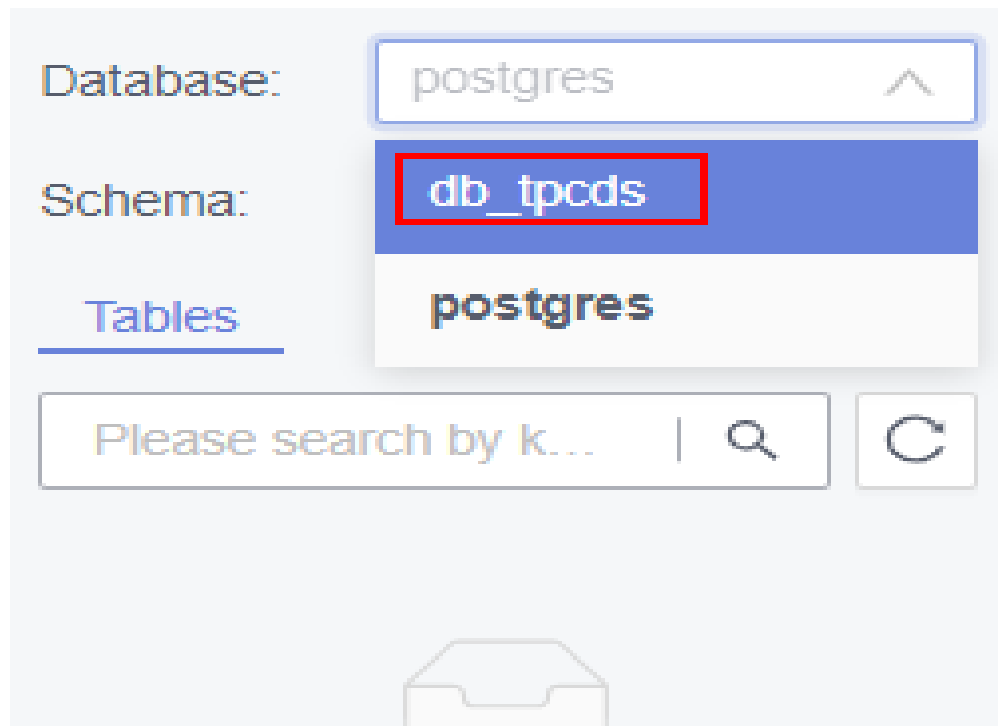 Database: postgres
db_tpcds
Schema:
postgres
Tables
Please search by k...